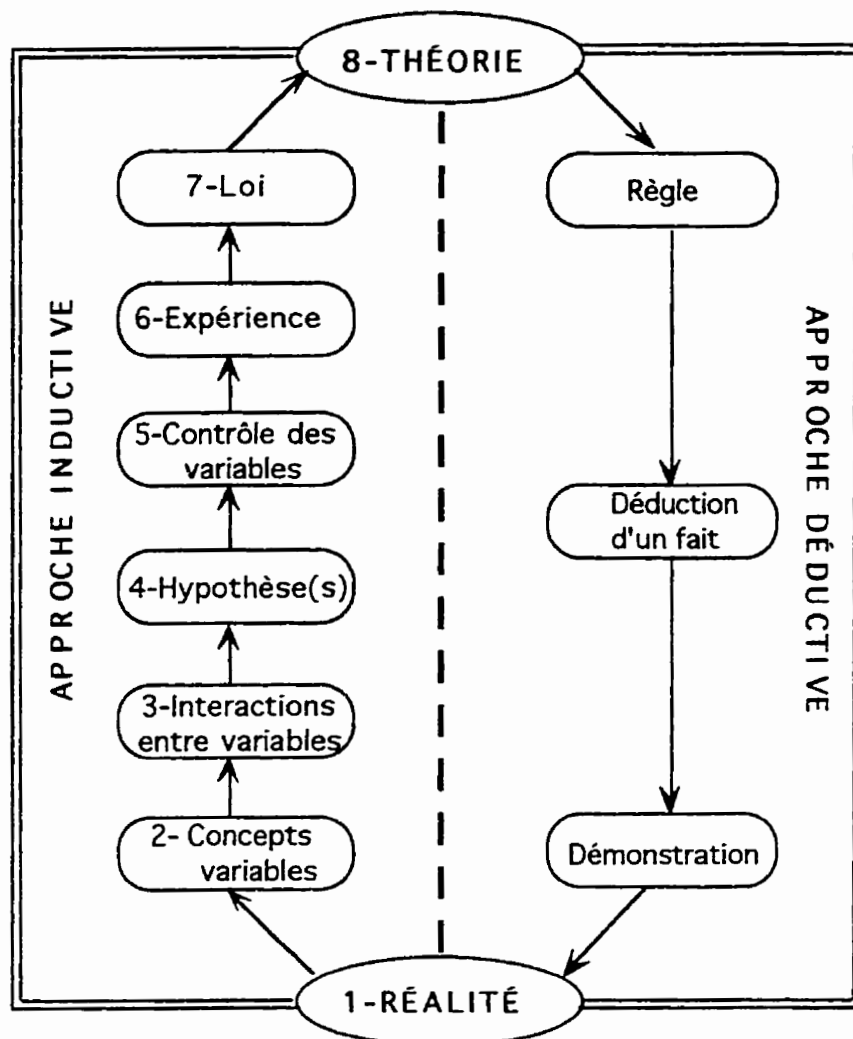 8-THÉORIE
7-Loi
6-Expérience
5-Contrôle des
variables
4-Hypothèse(s)
3-Interactions
entre variables
2- Concepts
variables
1-RÉALITÉ
APPROCHE INDUCTIVE
Règle
Déduction
d'un fait
Démonstration
APPROCHE DÉDUCTIVE